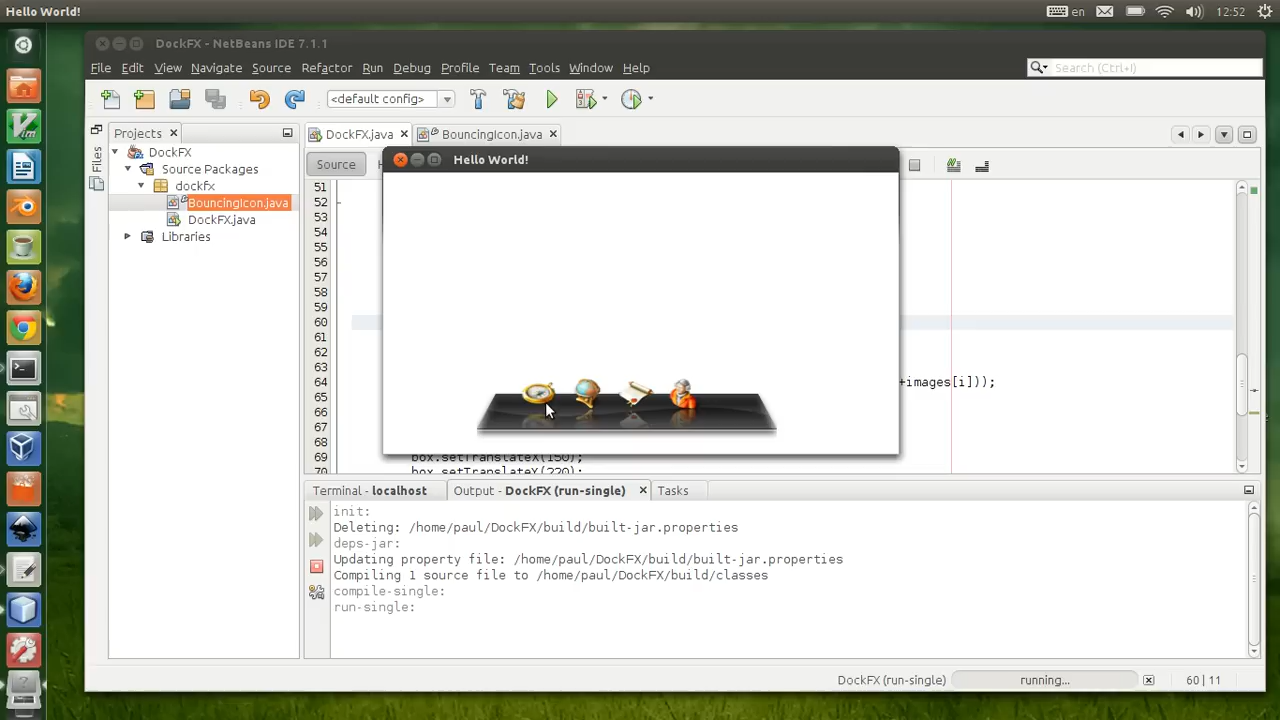 Hello World!
en
12:52
DockFX - NetBeans IDE 7.1.1
File Edit View Navigate Source Refactor Run Debug Profile Team Tools Window Help
Search (Ctrl+I)
<default config>
Projects
DockFX.java
BouncingIcon.java
Files
DockFX
Source Packages
dockfx
BouncingIcon.java
DockFX.java
Libraries
Source
Hello World!
51
52
53
54
55
56
57
58
59
60
61
62
63
64
+images[i]));
65
66
67
68
69
box.setTranslateX(150);
70
box.setTranslateY(220);
Terminal - localhost
Output - DockFX (run-single)
Tasks
init:
Deleting: /home/paul/DockFX/build/built-jar.properties
deps-jar:
Updating property file: /home/paul/DockFX/build/built-jar.properties
Compiling 1 source file to /home/paul/DockFX/build/classes
compile-single:
run-single:
DockFX (run-single)
running...
60 | 11